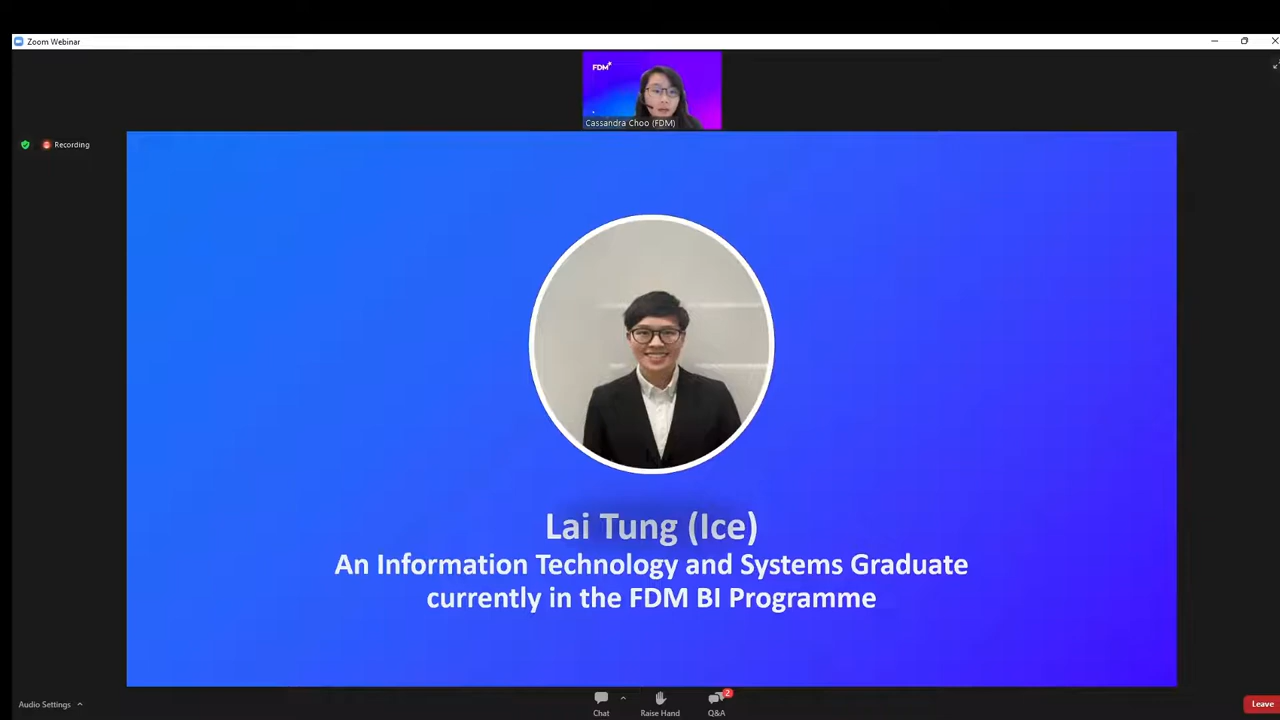 Zoom Webinar
FDM
Cassandra Choo (FDM)
Recording
Lai Tung (Ice)
An Information Technology and Systems Graduate
currently in the FDM BI Programme
Audio Settings
Chat
Raise Hand
2
Q&A
Leave